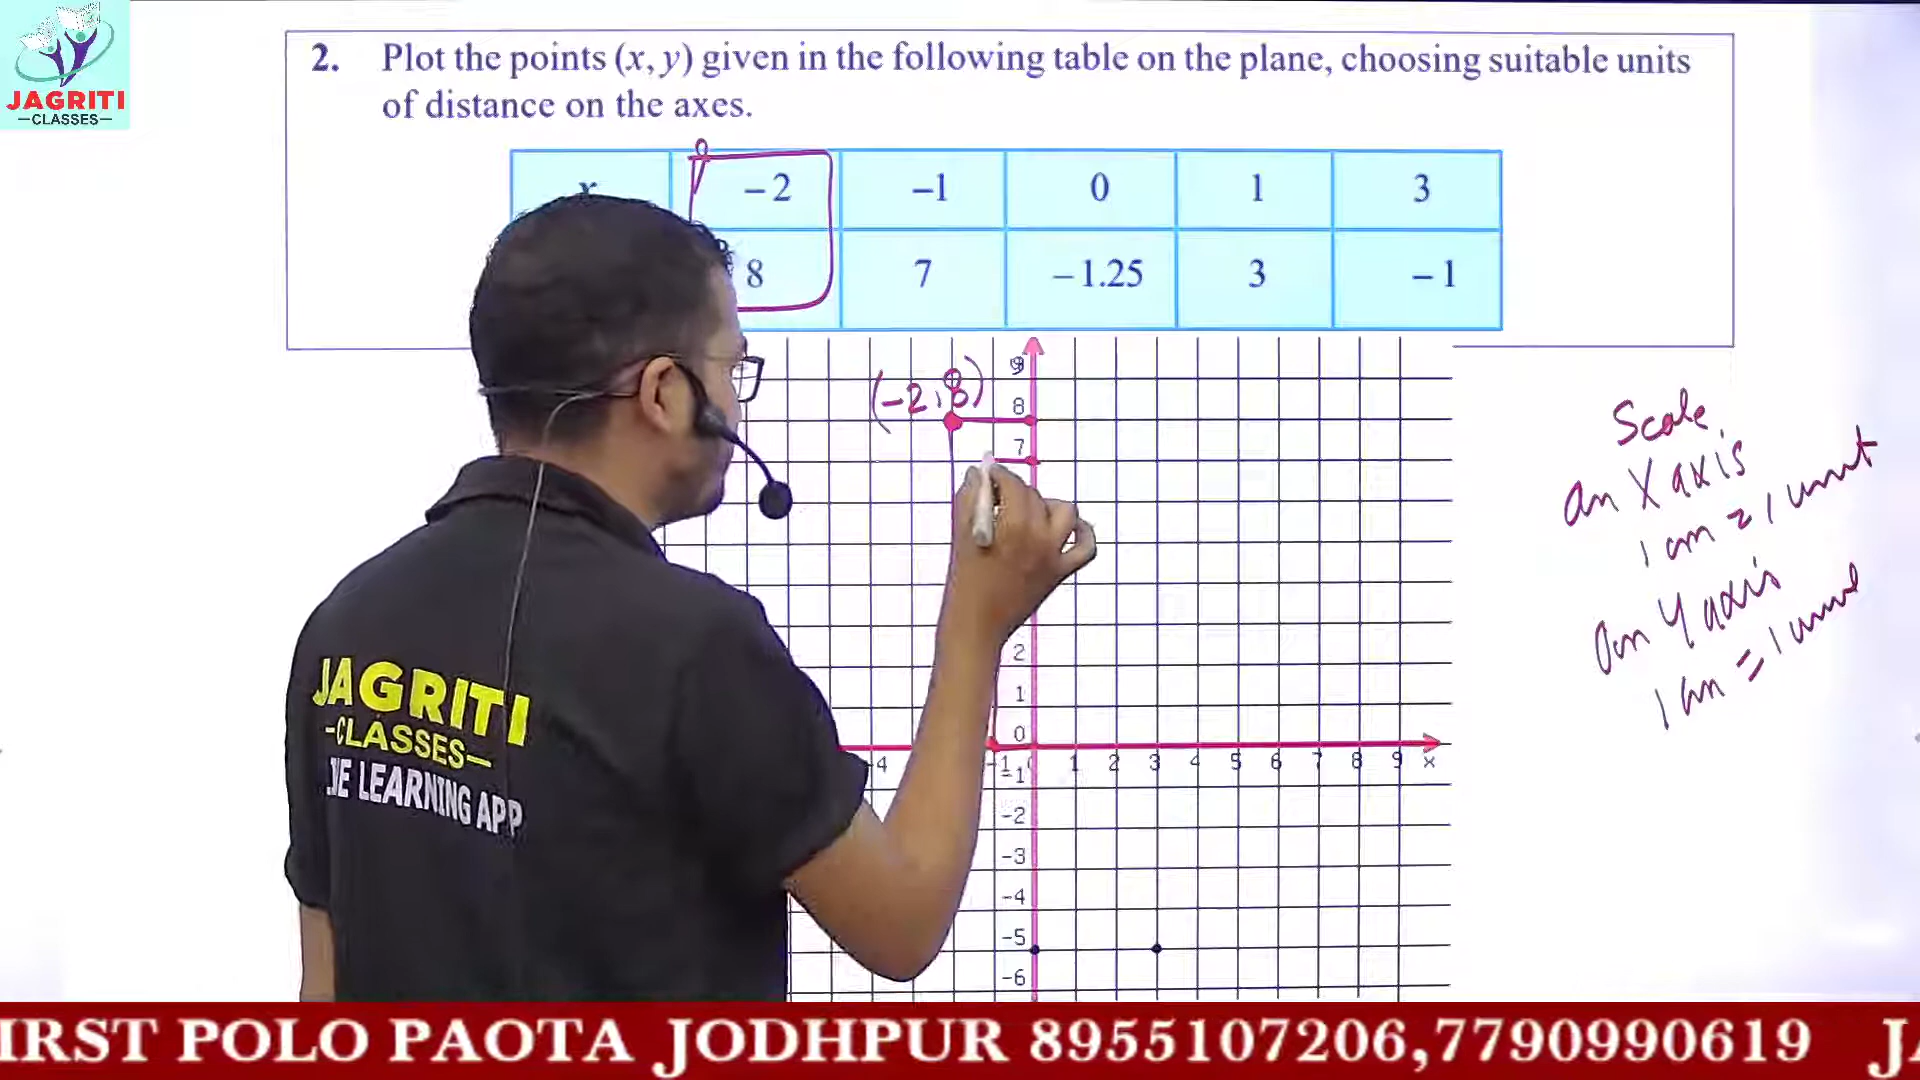 JAGRITI
—CLASSES—
2. Plot the points (x, y) given in the following table on the plane, choosing suitable units
of distance on the axes.
x -2 -1 0 1 3
8 7 -1.25 3 -1
(-2, 8)
9
8
7
2
1
0
-4 -1 1 2 3 4 5 6 7 8 9 x
-1
-2
-3
-4
-5
-6
Scale
on X axis
1 cm = 1 unit
on Y axis
1 cm = 1 unit
JAGRITI
-CLASSES—
NE LEARNING APP
IRST POLO PAOTA JODHPUR 8955107206,7790990619 JA